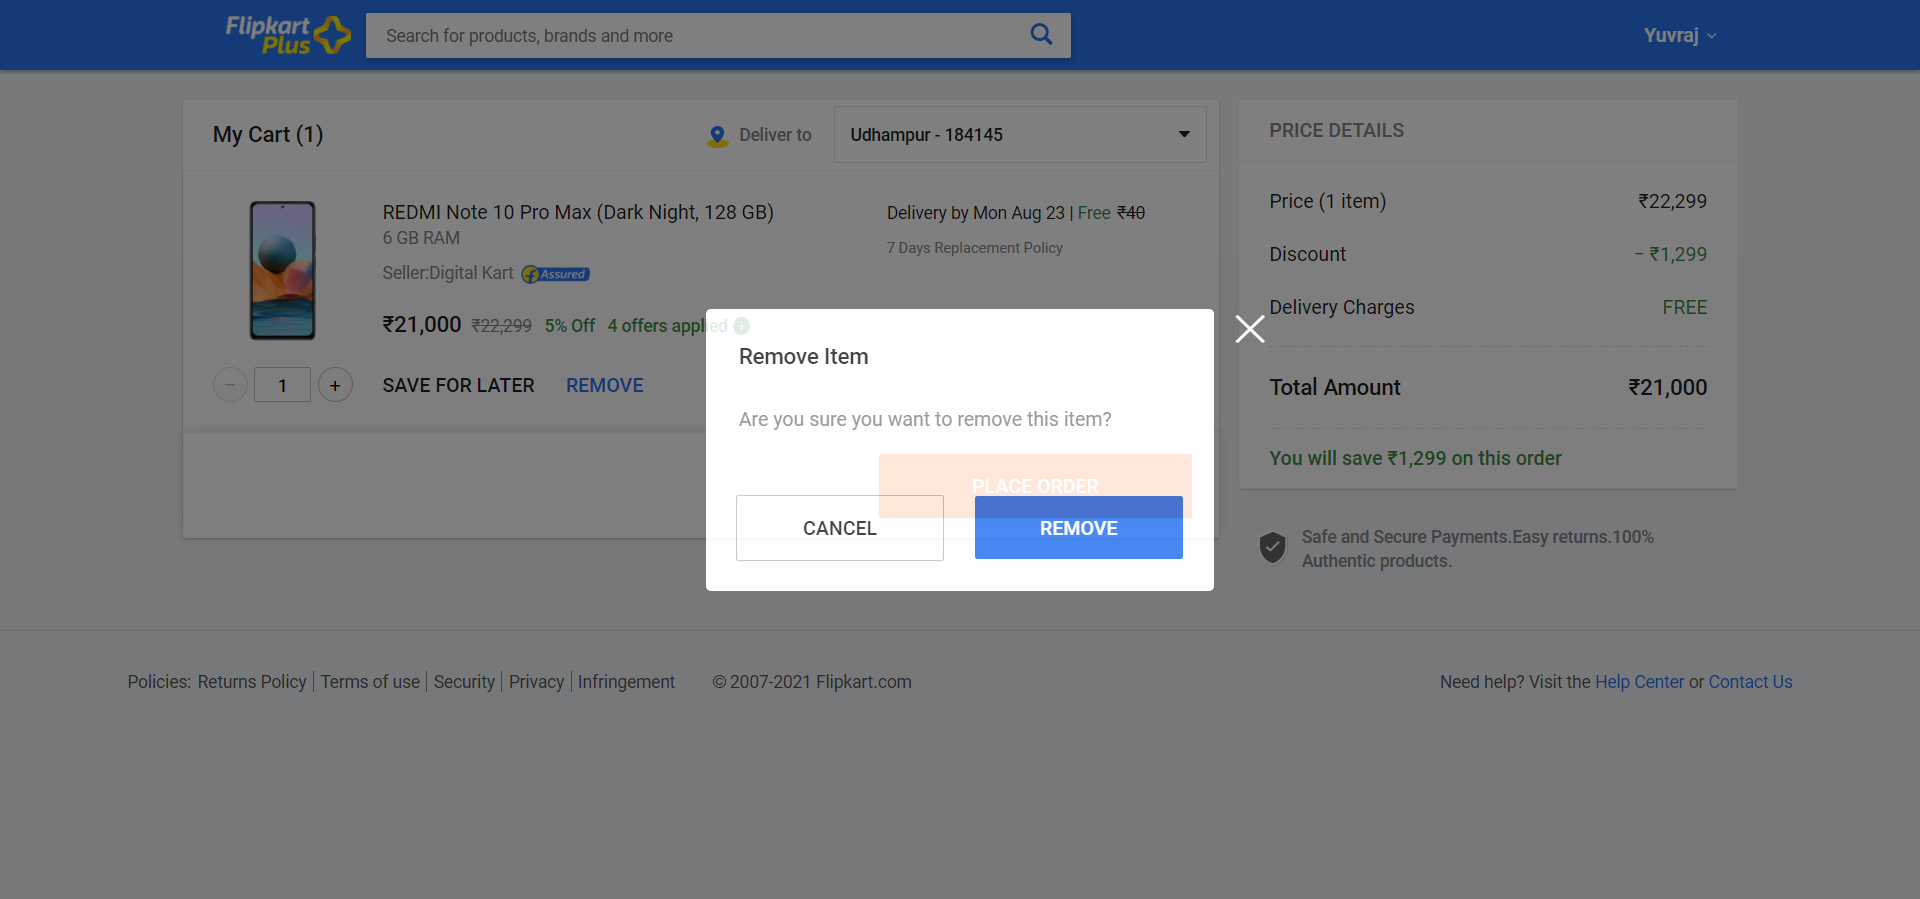 Flipkart
Plus
Search for products, brands and more
Yuvraj
My Cart (1)
Deliver to
Udhampur - 184145
REDMI Note 10 Pro Max (Dark Night, 128 GB)
6 GB RAM
Seller:Digital Kart
f Assured
₹21,000 ₹22,299 5% Off 4 offers applied i
Delivery by Mon Aug 23 | Free ₹40
7 Days Replacement Policy
− 1 + SAVE FOR LATER REMOVE
Remove Item
Are you sure you want to remove this item?
PLACE ORDER
CANCEL REMOVE
PRICE DETAILS
Price (1 item) ₹22,299
Discount − ₹1,299
Delivery Charges FREE
Total Amount ₹21,000
You will save ₹1,299 on this order
Safe and Secure Payments.Easy returns.100%
Authentic products.
Policies: Returns Policy | Terms of use | Security | Privacy | Infringement © 2007-2021 Flipkart.com
Need help? Visit the Help Center or Contact Us